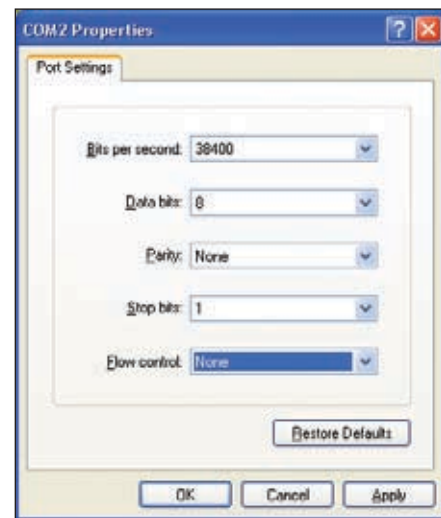 COM2 Properties
Port Settings
Bits per second: 38400
Data bits: 8
Parity: None
Stop bits: 1
Flow control: None
Restore Defaults
OK Cancel Apply